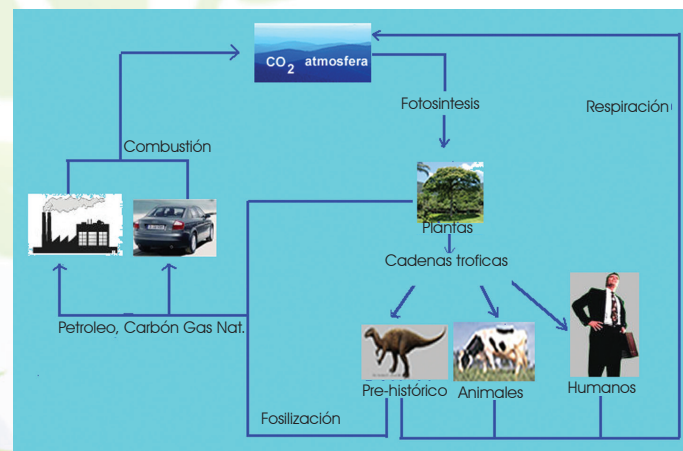 CO2 atmosfera
Fotosintesis
Respiración
Combustión
Plantas
Cadenas troficas
Petroleo, Carbón Gas Nat.
Pre-histórico
Animales
Humanos
Fosilización